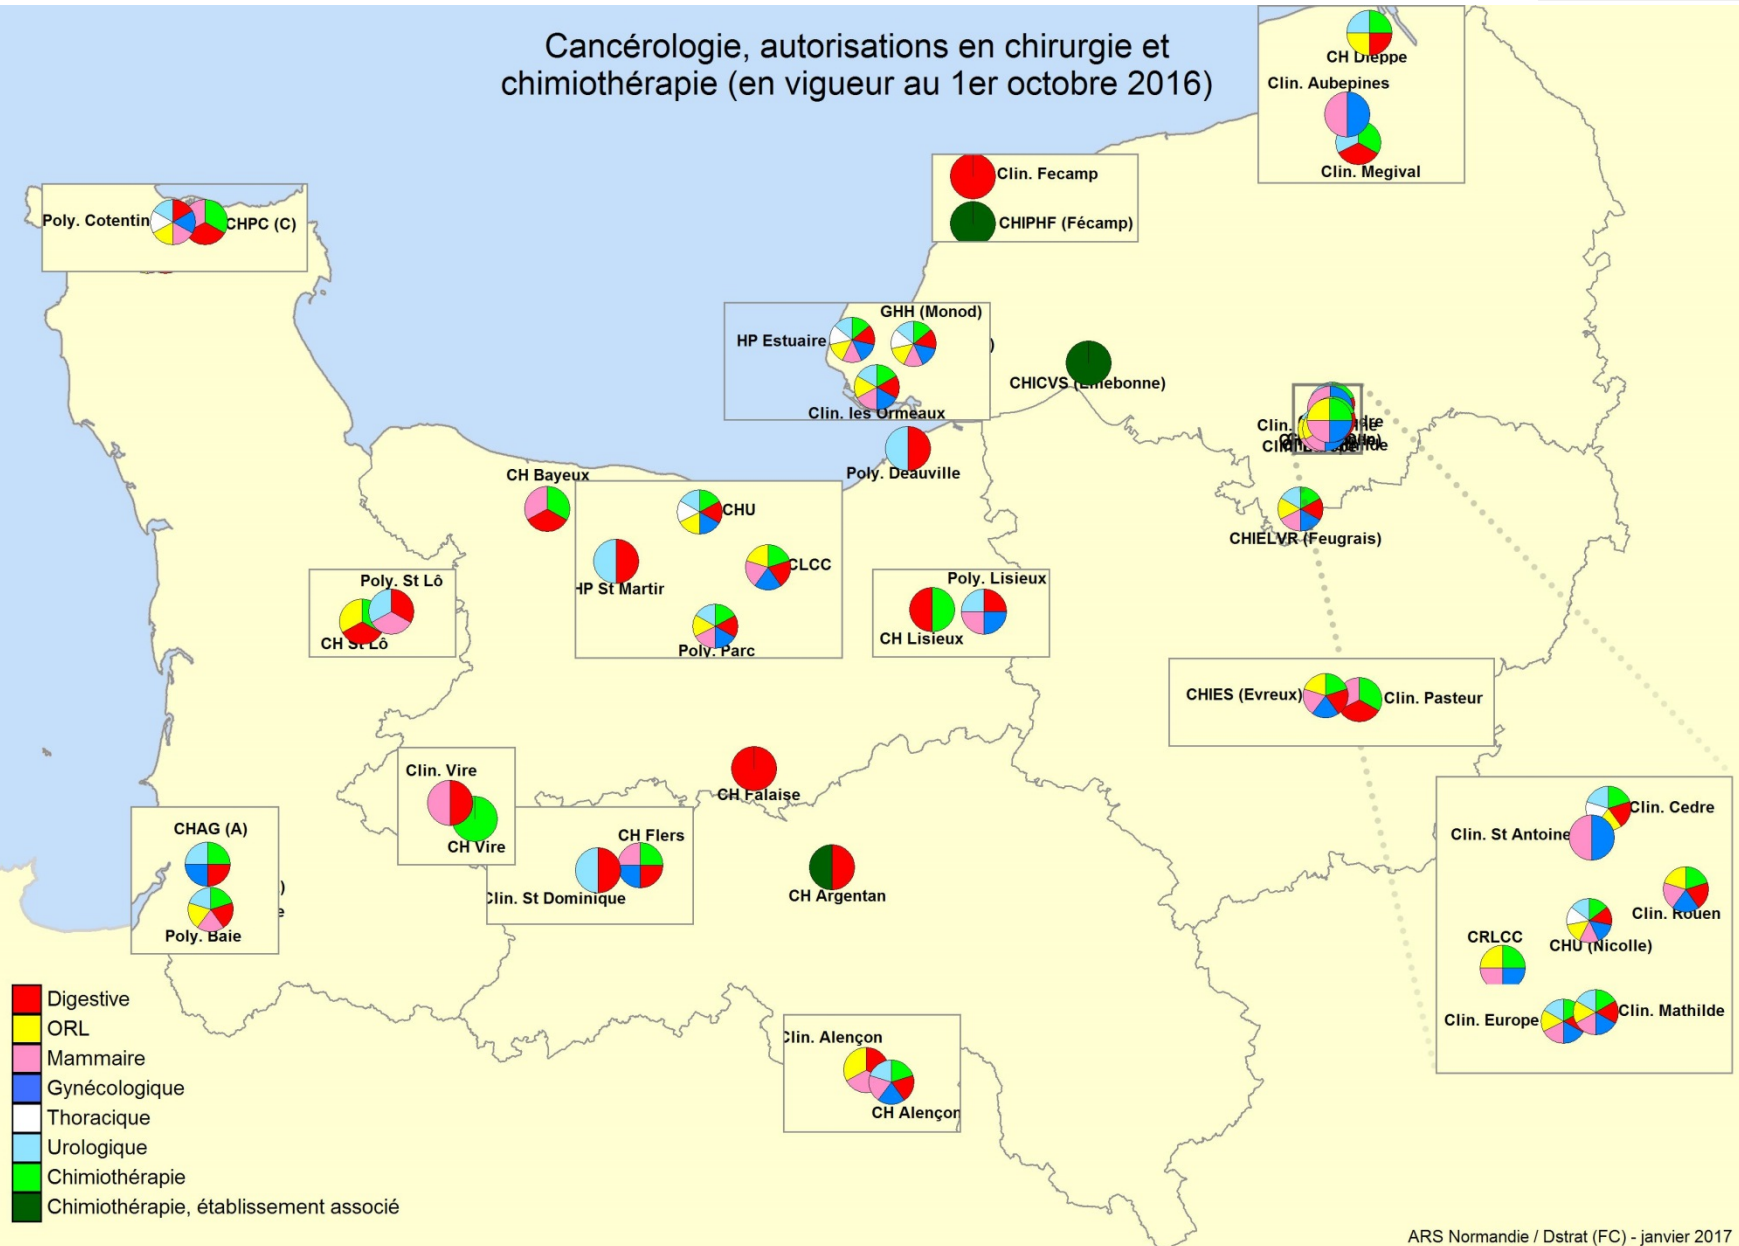 Cancérologie, autorisations en chirurgie et
chimiothérapie (en vigueur au 1er octobre 2016)
CH Dieppe
Clin. Aubepines
Clin. Megival
Clin. Fecamp
CHIPHF (Fécamp)
Poly. Cotentin
CHPC (C)
GHH (Monod)
HP Estuaire
Clin. les Ormeaux
CHICVS (Lillebonne)
Poly. Deauville
CH Bayeux
CHU
CLCC
HP St Martin
Poly. Parc
CHIELVR (Feugrais)
Poly. St Lô
CH St Lô
Poly. Lisieux
CH Lisieux
CHIES (Evreux)
Clin. Pasteur
Clin. Vire
CH Vire
CH Falaise
CHAG (A)
Poly. Baie
CH Flers
Clin. St Dominique
CH Argentan
Clin. Cedre
Clin. St Antoine
Clin. Rouen
CHU (Nicolle)
CRLCC
Clin. Europe
Clin. Mathilde
Clin. Alençon
CH Alençon
Digestive
ORL
Mammaire
Gynécologique
Thoracique
Urologique
Chimiothérapie
Chimiothérapie, établissement associé
ARS Normandie / Dstrat (FC) - janvier 2017